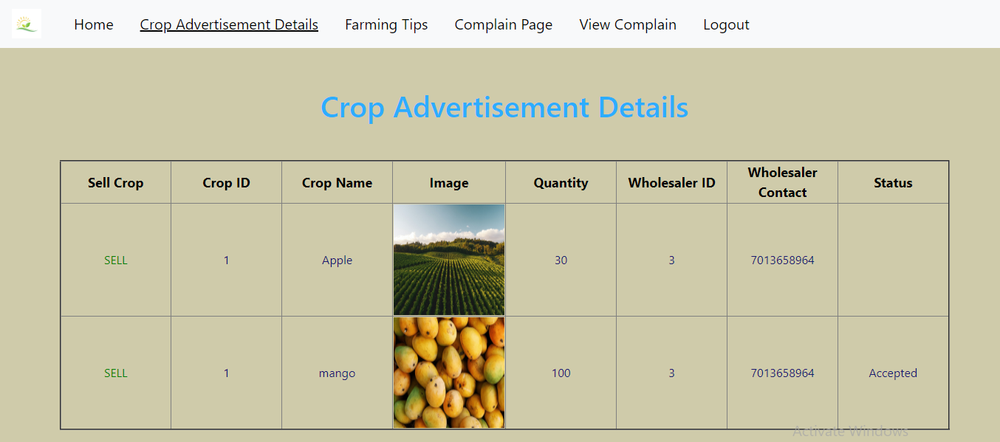 Home Crop Advertisement Details Farming Tips Complain Page View Complain Logout
Crop Advertisement Details
Sell Crop Crop ID Crop Name Image Quantity Wholesaler ID Wholesaler Contact Status
SELL 1 Apple 30 3 7013658964
SELL 1 mango 100 3 7013658964 Accepted
Activate Windows